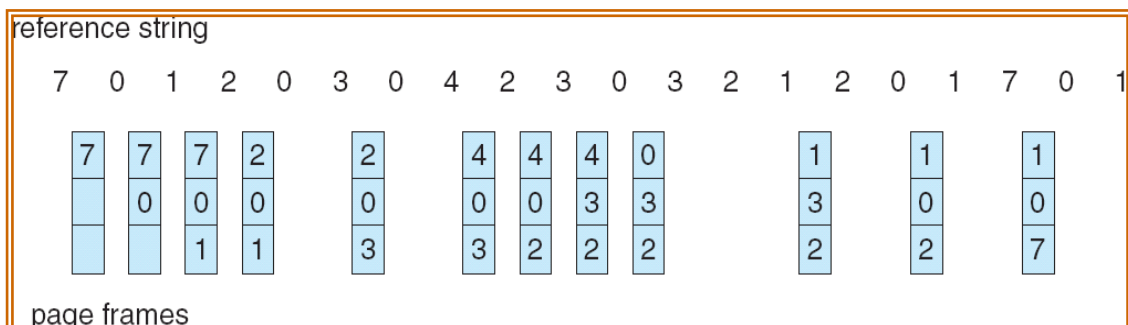 reference string
7 0 1 2 0 3 0 4 2 3 0 3 2 1 2 0 1 7 0 1
7 7 7 2 2 4 4 4 0 1 1 1
0 0 0 0 0 0 3 3 3 0 0
1 1 3 3 2 2 2 2 2 7
page frames